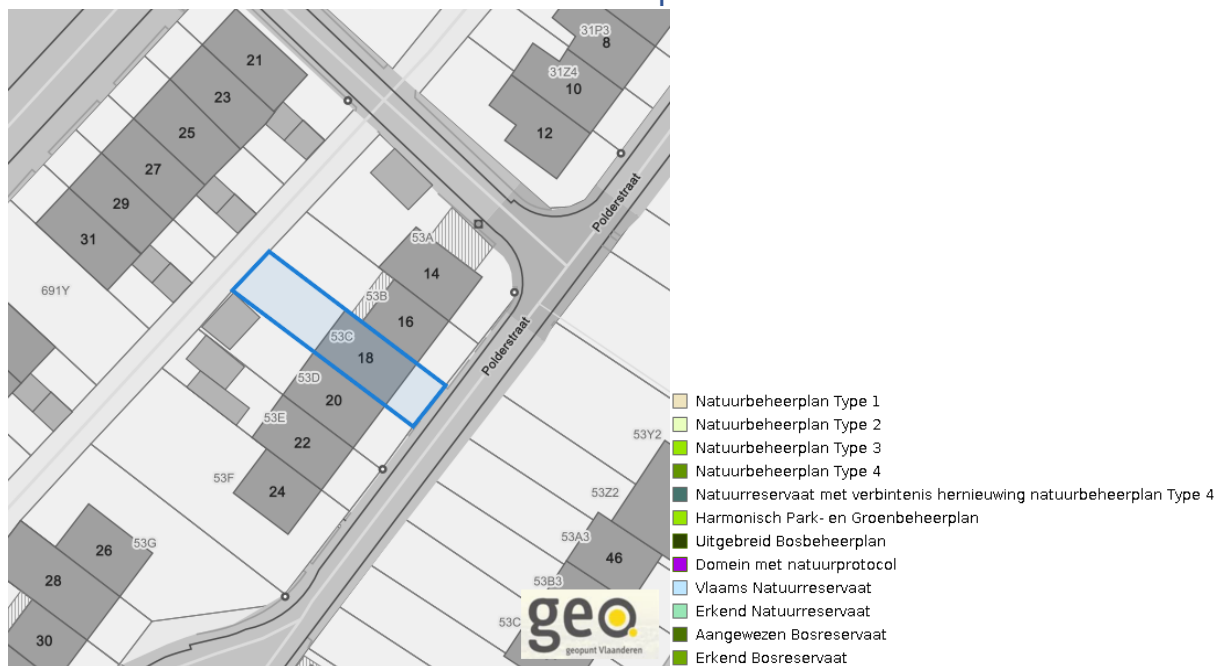 31P3
8
21
31Z4
10
23
12
25
27
Polderstraat
29
53A
31
14
691Y
53B
16
53C
18
Polderstraat
53D
20
53E
22
53Y2
53F
24
53Z2
53A3
26
53G
46
28
53B3
30
53C
geo.
geopunt Vlaanderen
Natuurbeheerplan Type 1
Natuurbeheerplan Type 2
Natuurbeheerplan Type 3
Natuurbeheerplan Type 4
Natuurreservaat met verbintenis hernieuwing natuurbeheerplan Type 4
Harmonisch Park- en Groenbeheerplan
Uitgebreid Bosbeheerplan
Domein met natuurprotocol
Vlaams Natuurreservaat
Erkend Natuurreservaat
Aangewezen Bosreservaat
Erkend Bosreservaat